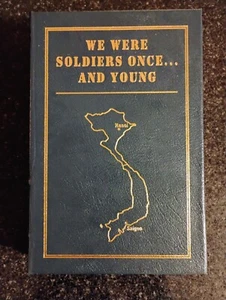 WE WERE
SOLDIERS ONCE...
AND YOUNG
Hanoi
Saigon